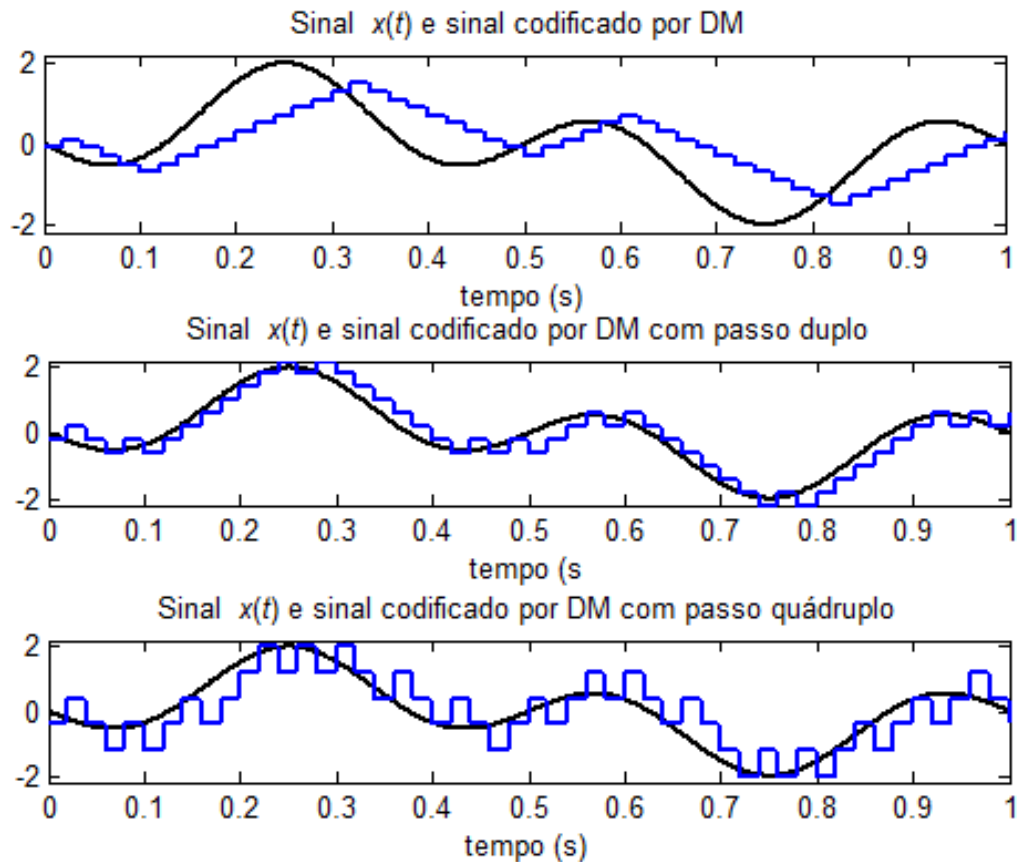 Sinal x(t) e sinal codificado por DM
2
0
-2
0 0.1 0.2 0.3 0.4 0.5 0.6 0.7 0.8 0.9 1
tempo (s)
Sinal x(t) e sinal codificado por DM com passo duplo
2
0
-2
0 0.1 0.2 0.3 0.4 0.5 0.6 0.7 0.8 0.9 1
tempo (s
Sinal x(t) e sinal codificado por DM com passo quádruplo
2
0
-2
0 0.1 0.2 0.3 0.4 0.5 0.6 0.7 0.8 0.9 1
tempo (s)